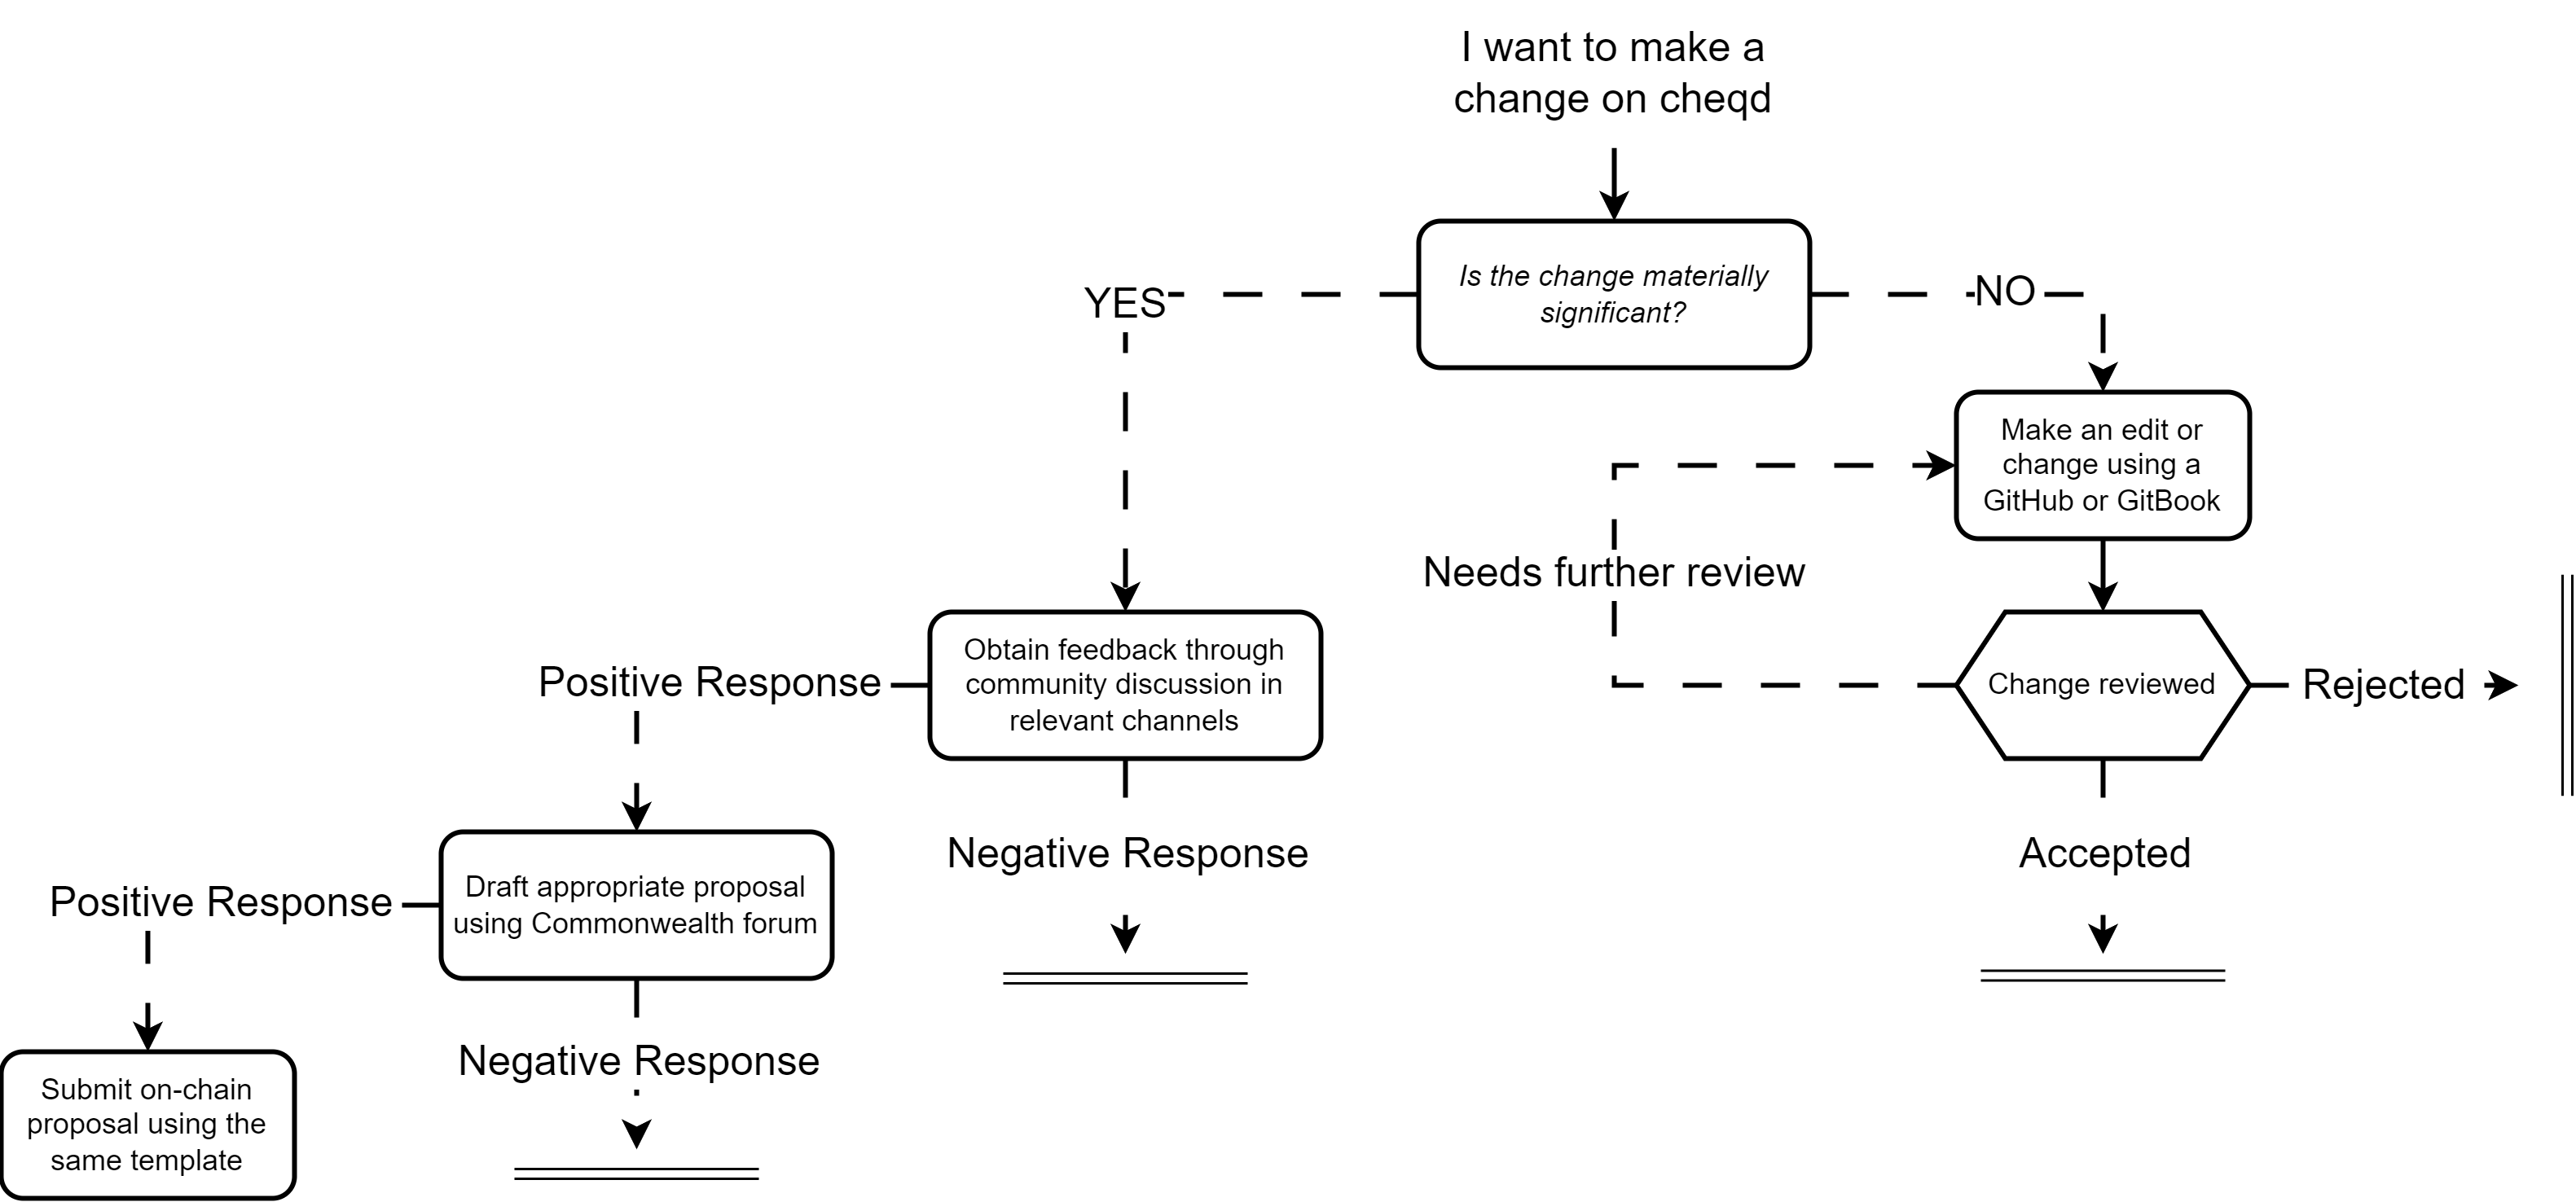 I want to make a
change on cheqd
Is the change materially
significant?
YES
NO
Make an edit or
change using a
GitHub or GitBook
Needs further review
Obtain feedback through
community discussion in
relevant channels
Positive Response
Change reviewed
Rejected
Negative Response
Accepted
Draft appropriate proposal
using Commonwealth forum
Positive Response
Negative Response
Submit on-chain
proposal using the
same template